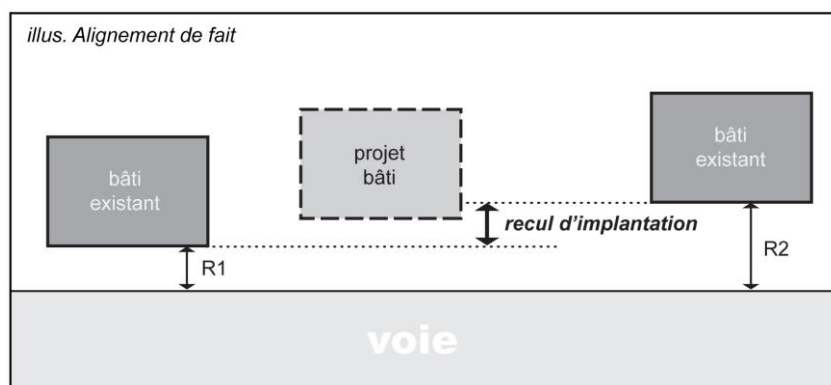 illus. Alignement de fait
bâti
existant
projet
bâti
bâti
existant
recul d'implantation
R1
R2
voie